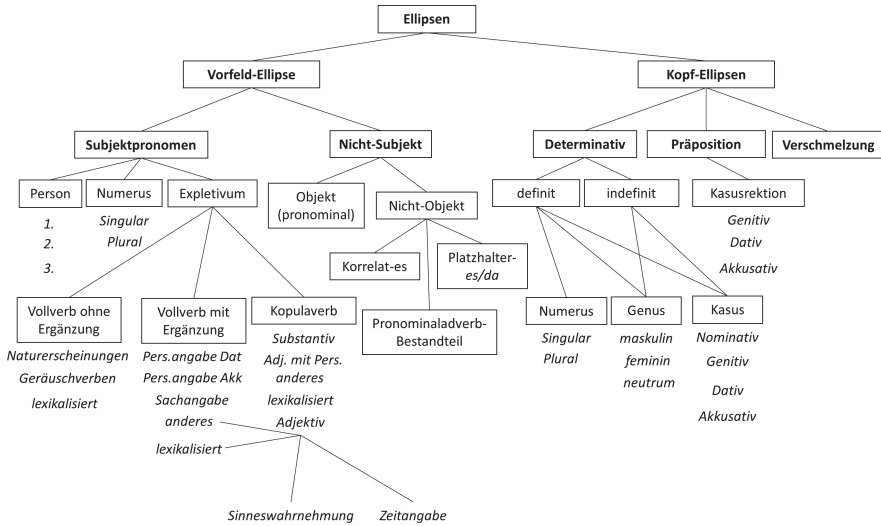 Ellipsen
Vorfeld-Ellipse
Kopf-Ellipsen
Subjektpronomen
Nicht-Subjekt
Determinativ
Präposition
Verschmelzung
Person
Numerus
Expletivum
Objekt
(pronominal)
Nicht-Objekt
definit
indefinit
Kasusrektion
1.
2.
3.
Singular
Plural
Genitiv
Dativ
Akkusativ
Korrelat-es
Platzhalter-
es/da
Pronominaladverb-
Bestandteil
Vollverb ohne
Ergänzung
Naturerscheinungen
Geräuschverben
lexikalisiert
Vollverb mit
Ergänzung
Pers.angabe Dat
Pers.angabe Akk
Sachangabe
anderes
lexikalisiert
Kopulaverb
Substantiv
Adj. mit Pers.
anderes
lexikalisiert
Adjektiv
Numerus
Singular
Plural
Genus
maskulin
feminin
neutrum
Kasus
Nominativ
Genitiv
Dativ
Akkusativ
Sinneswahrnehmung
Zeitangabe